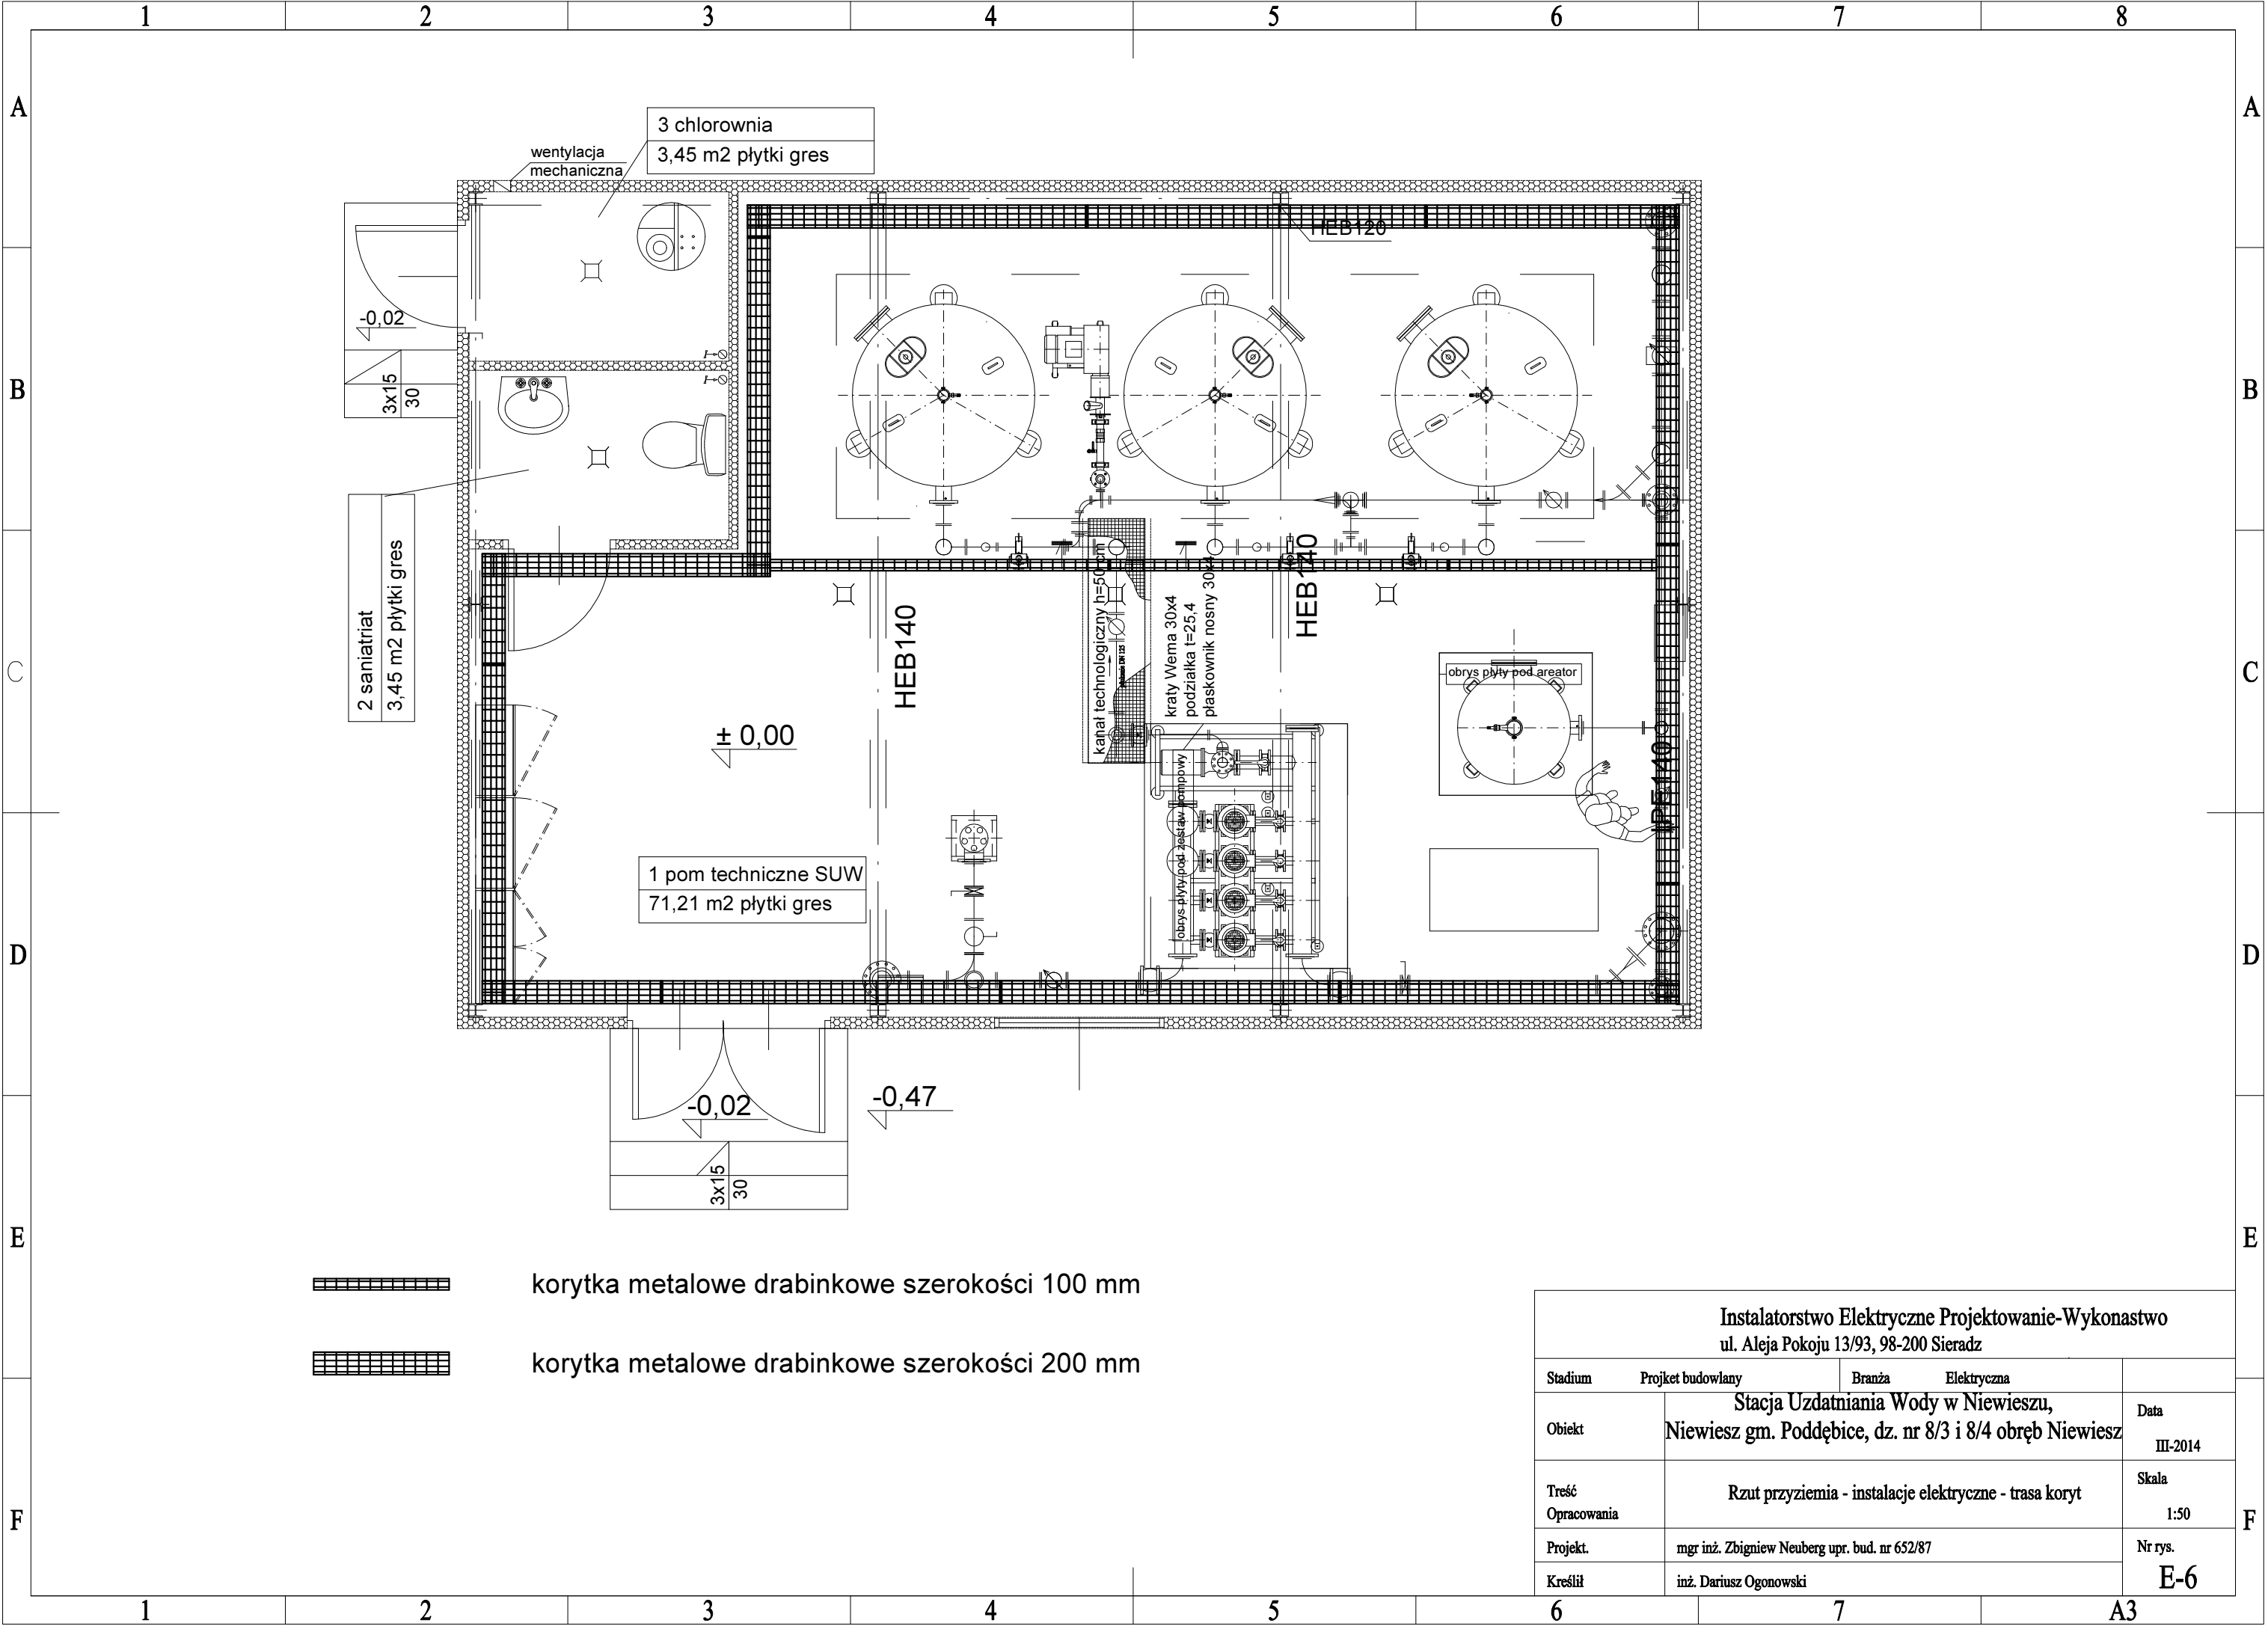 1 2 3 4 5 6 7 8
A A
3 chlorownia
3,45 m2 płytki gres
wentylacja
mechaniczna
HEB120
-0,02
B B
3x15
30
2 saniatriat
3,45 m2 płytki gres
HEB140
HEB140
kanał technologiczny h=50 cm
kraty Wema 30x4
podziałka t=25,4
płaskownik nosny 30x4
C C
obrys płyty pod areator
± 0,00
IPE140
obrys płyty pod zestaw pompowy
1 pom techniczne SUW
71,21 m2 płytki gres
D D
-0,02
-0,47
3x15
30
E E
korytka metalowe drabinkowe szerokości 100 mm
korytka metalowe drabinkowe szerokości 200 mm
Instalatorstwo Elektryczne Projektowanie-Wykonastwo
ul. Aleja Pokoju 13/93, 98-200 Sieradz
Stadium Projket budowlany Branża Elektryczna
Obiekt
Stacja Uzdatniania Wody w Niewieszu,
Niewiesz gm. Poddębice, dz. nr 8/3 i 8/4 obręb Niewiesz
Data
III-2014
Treść
Opracowania
Rzut przyziemia - instalacje elektryczne - trasa koryt
Skala
1:50
F F
Projekt. mgr inż. Zbigniew Neuberg upr. bud. nr 652/87
Kreślił inż. Dariusz Ogonowski
Nr rys.
E-6
1 2 3 4 5 6 7 A3